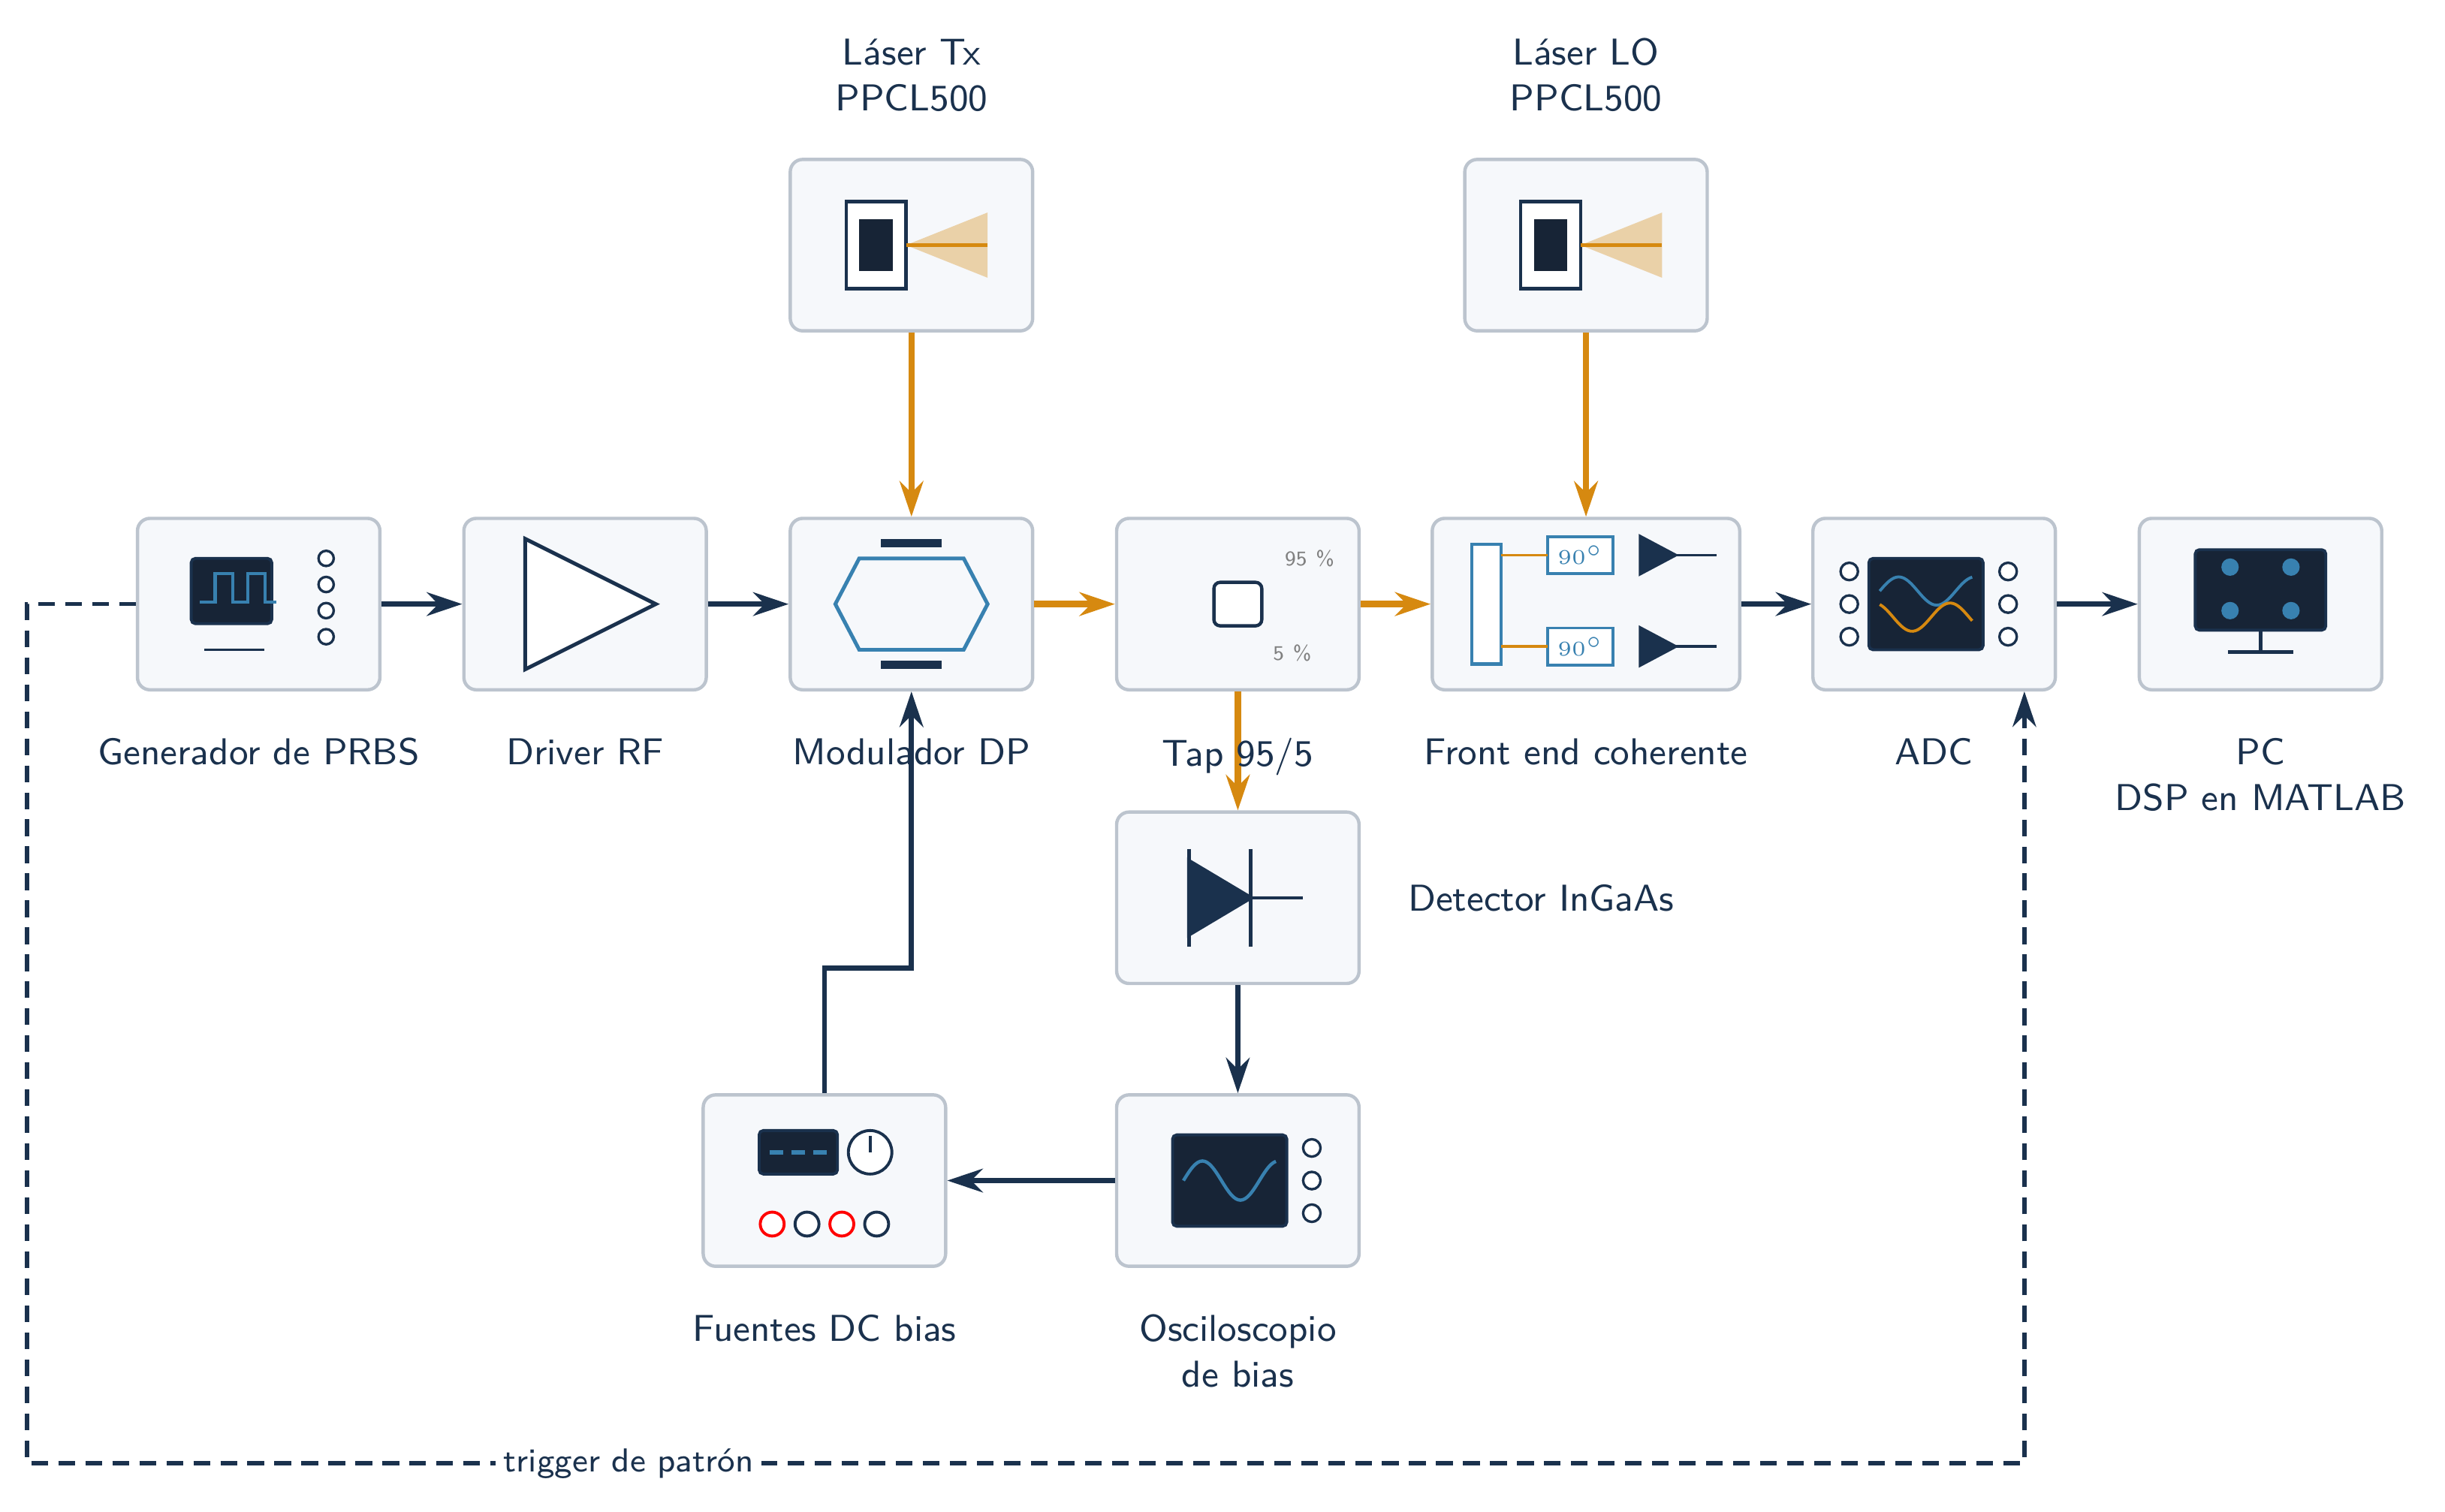 Láser Tx
PPCL500
Láser LO
PPCL500
95 %
5 %
90°
90°
Generador de PRBS
Driver RF
Modulador DP
Tap 95/5
Front end coherente
ADC
PC
DSP en MATLAB
Detector InGaAs
Fuentes DC bias
Osciloscopio
de bias
trigger de patrón